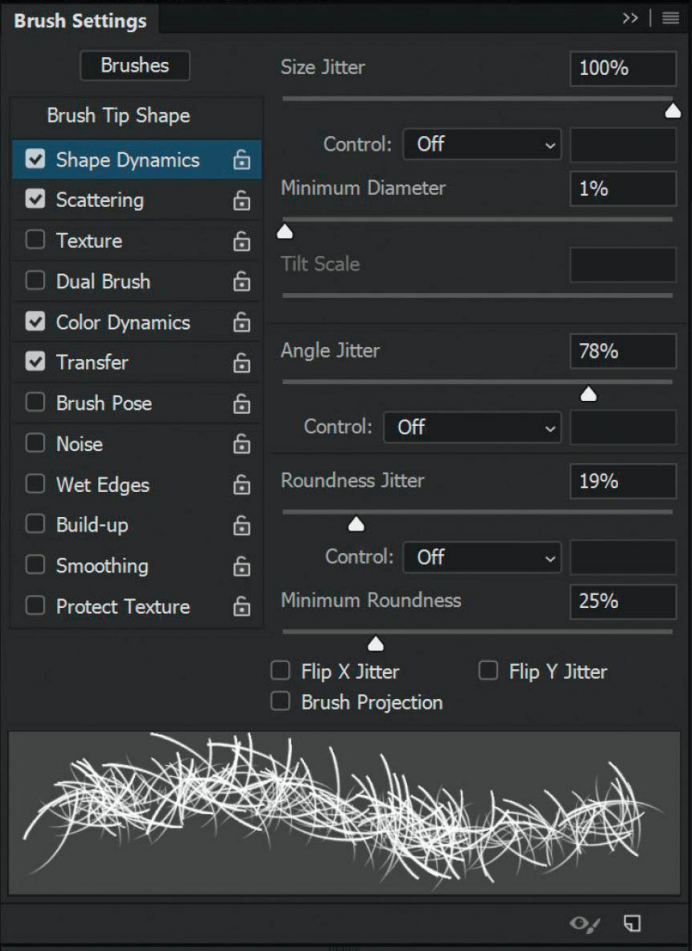 Brush Settings
Brushes
Brush Tip Shape
Shape Dynamics
Scattering
Texture
Dual Brush
Color Dynamics
Transfer
Brush Pose
Noise
Wet Edges
Build-up
Smoothing
Protect Texture
Size Jitter 100%
Control: Off
Minimum Diameter 1%
Tilt Scale
Angle Jitter 78%
Control: Off
Roundness Jitter 19%
Control: Off
Minimum Roundness 25%
Flip X Jitter Flip Y Jitter
Brush Projection